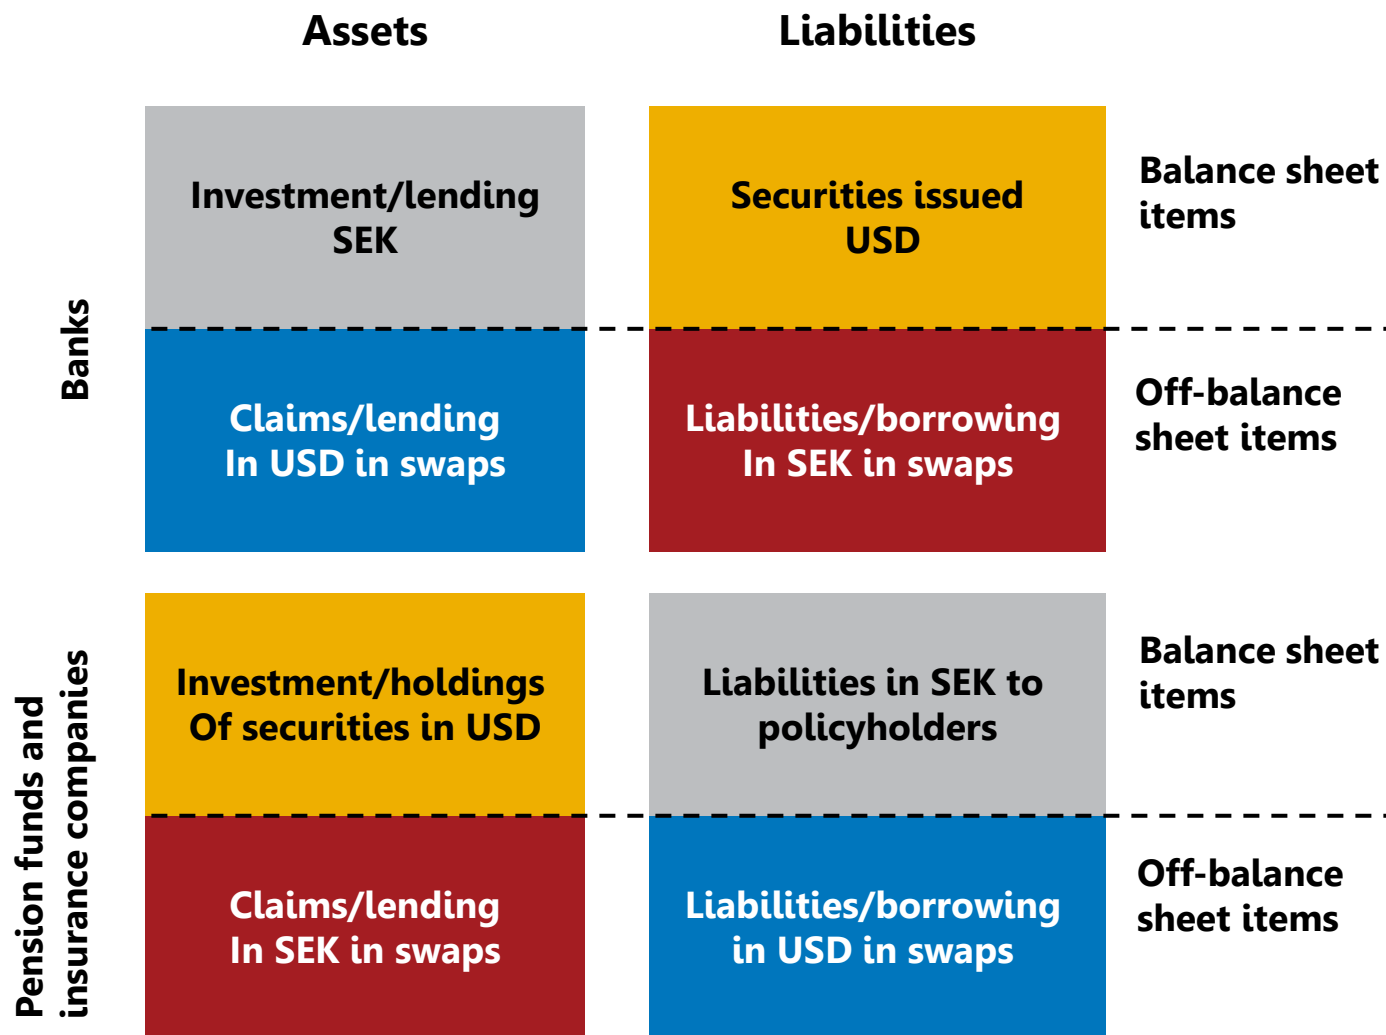 Assets
Liabilities
Banks
Investment/lending
SEK
Securities issued
USD
Balance sheet
items
Claims/lending
In USD in swaps
Liabilities/borrowing
In SEK in swaps
Off-balance
sheet items
Pension funds and
insurance companies
Investment/holdings
Of securities in USD
Liabilities in SEK to
policyholders
Balance sheet
items
Claims/lending
In SEK in swaps
Liabilities/borrowing
in USD in swaps
Off-balance
sheet items